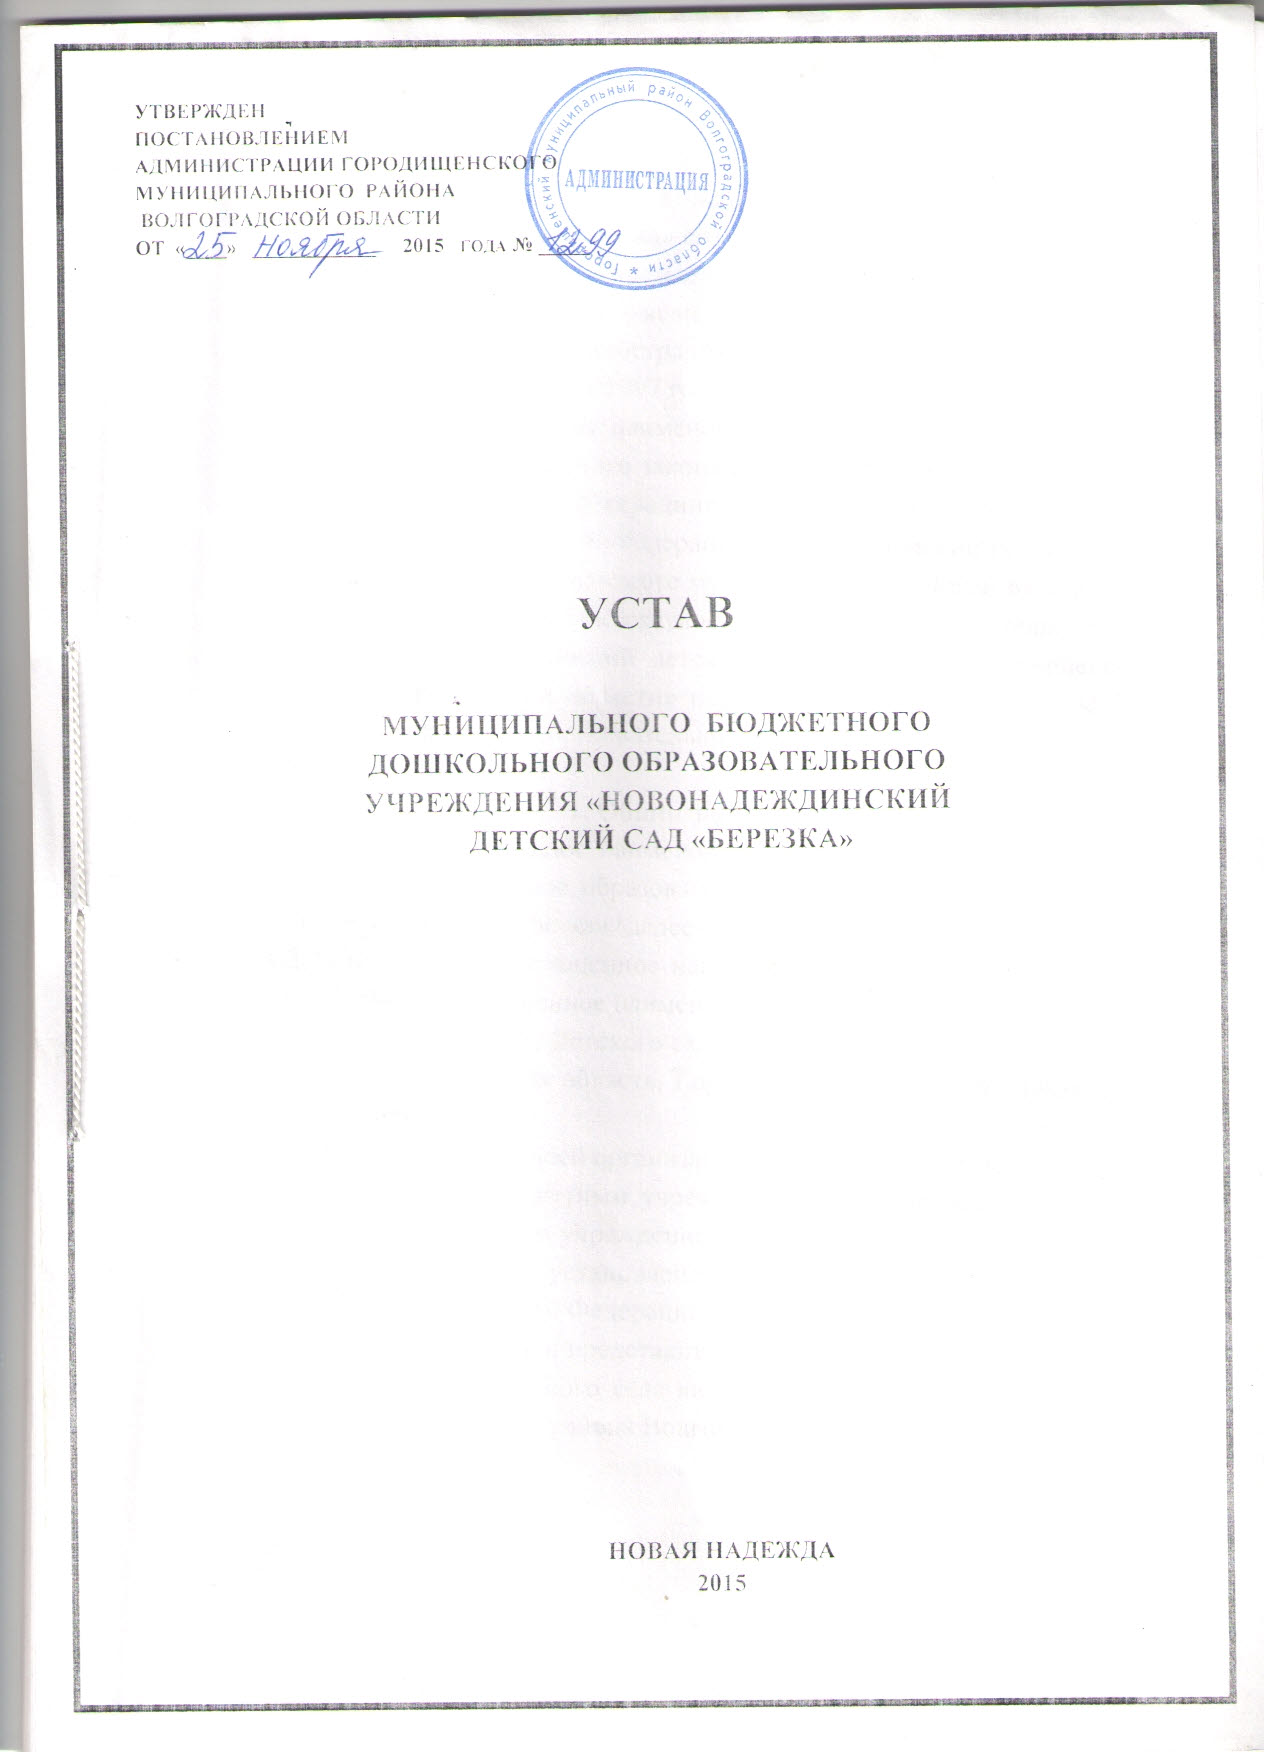 УТВЕРЖДЕН
ПОСТАНОВЛЕНИЕМ
АДМИНИСТРАЦИИ ГОРОДИЩЕНСКОГО
МУНИЦИПАЛЬНОГО РАЙОНА
ВОЛГОГРАДСКОЙ ОБЛАСТИ
ОТ «25» ноября 2015 ГОДА № 1299
муниципальный район Волгоградской области *
АДМИНИСТРАЦИЯ
УСТАВ
МУНИЦИПАЛЬНОГО БЮДЖЕТНОГО
ДОШКОЛЬНОГО ОБРАЗОВАТЕЛЬНОГО
УЧРЕЖДЕНИЯ «НОВОНАДЕЖДИНСКИЙ
ДЕТСКИЙ САД «БЕРЕЗКА»
НОВАЯ НАДЕЖДА
2015